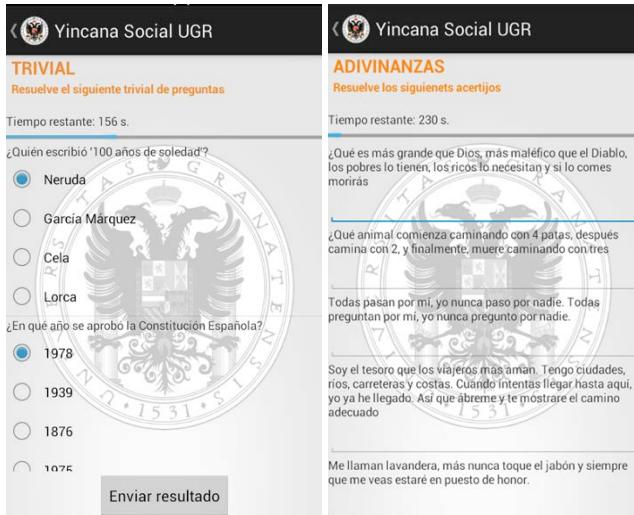 Yincana Social UGR
TRIVIAL
Resuelve el siguiente trivial de preguntas
Tiempo restante: 156 s.
¿Quién escribió '100 años de soledad'?
Neruda
García Márquez
Cela
Lorca
¿En qué año se aprobó la Constitución Española?
1978
1939
1876
1975
Enviar resultado
Yincana Social UGR
ADIVINANZAS
Resuelve los siguienets acertijos
Tiempo restante: 230 s.
¿Qué es más grande que Dios, más maléfico que el Diablo,
los pobres lo tienen, los ricos lo necesitan y si lo comes
morirás
¿Qué animal comienza caminando con 4 patas, después
camina con 2, y finalmente, muere caminando con tres
Todas pasan por mí, yo nunca paso por nadie. Todas
preguntan por mí, yo nunca pregunto por nadie.
Soy el tesoro que los viajeros más aman. Tengo ciudades,
ríos, carreteras y costas. Cuando intentas llegar hasta aquí,
yo ya he llegado. Así que ábreme y te mostrare el camino
adecuado
Me llaman lavandera, más nunca toque el jabón y siempre
que me veas estaré en puesto de honor.